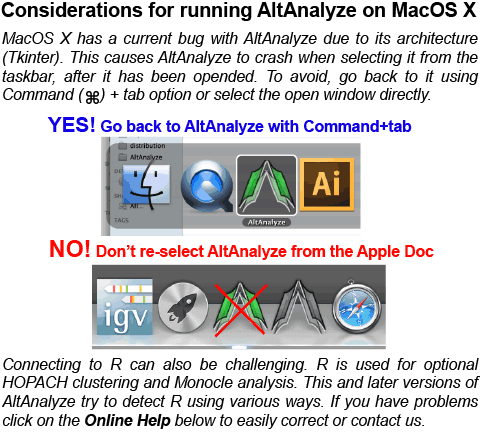 Considerations for running AltAnalyze on MacOS X
MacOS X has a current bug with AltAnalyze due to its architecture
(Tkinter). This causes AltAnalyze to crash when selecting it from the
taskbar, after it has been opended. To avoid, go back to it using
Command (⌘) + tab option or select the open window directly.
YES! Go back to AltAnalyze with Command+tab
distribution
AltAnalyze
TAGS
Ai
AltAnalyze
NO! Don't re-select AltAnalyze from the Apple Doc
igv
Connecting to R can also be challenging. R is used for optional
HOPACH clustering and Monocle analysis. This and later versions of
AltAnalyze try to detect R using various ways. If you have problems
click on the Online Help below to easily correct or contact us.